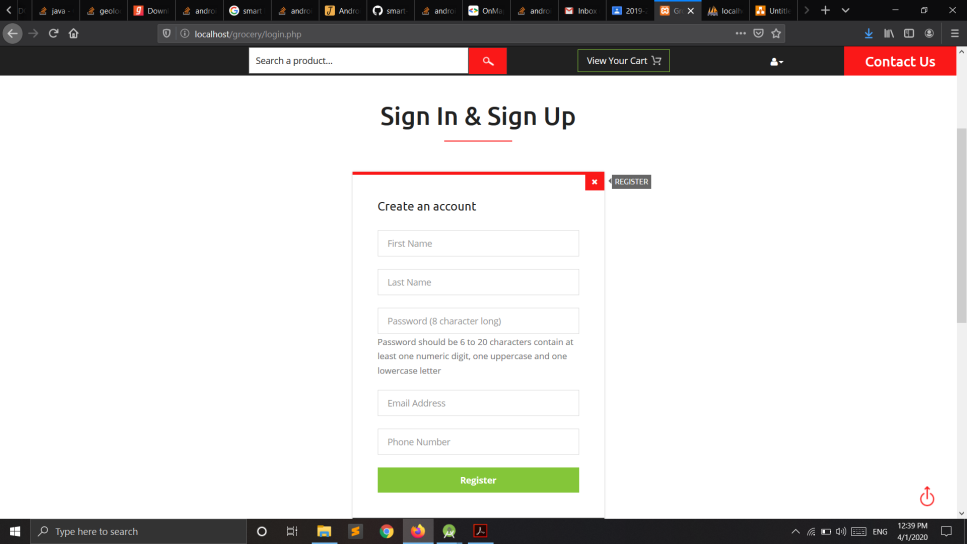 java -
geolo
Down
andro
smart
andro
Andro
smart
andro
OnMa
andro
Inbox
2019-
localh
Untitle
localhost/grocery/login.php
Search a product...
View Your Cart
Contact Us
Sign In & Sign Up
REGISTER
Create an account
First Name
Last Name
Password (8 character long)
Password should be 6 to 20 characters contain at
least one numeric digit, one uppercase and one
lowercase letter
Email Address
Phone Number
Register
Type here to search
ENG
12:39 PM
4/1/2020